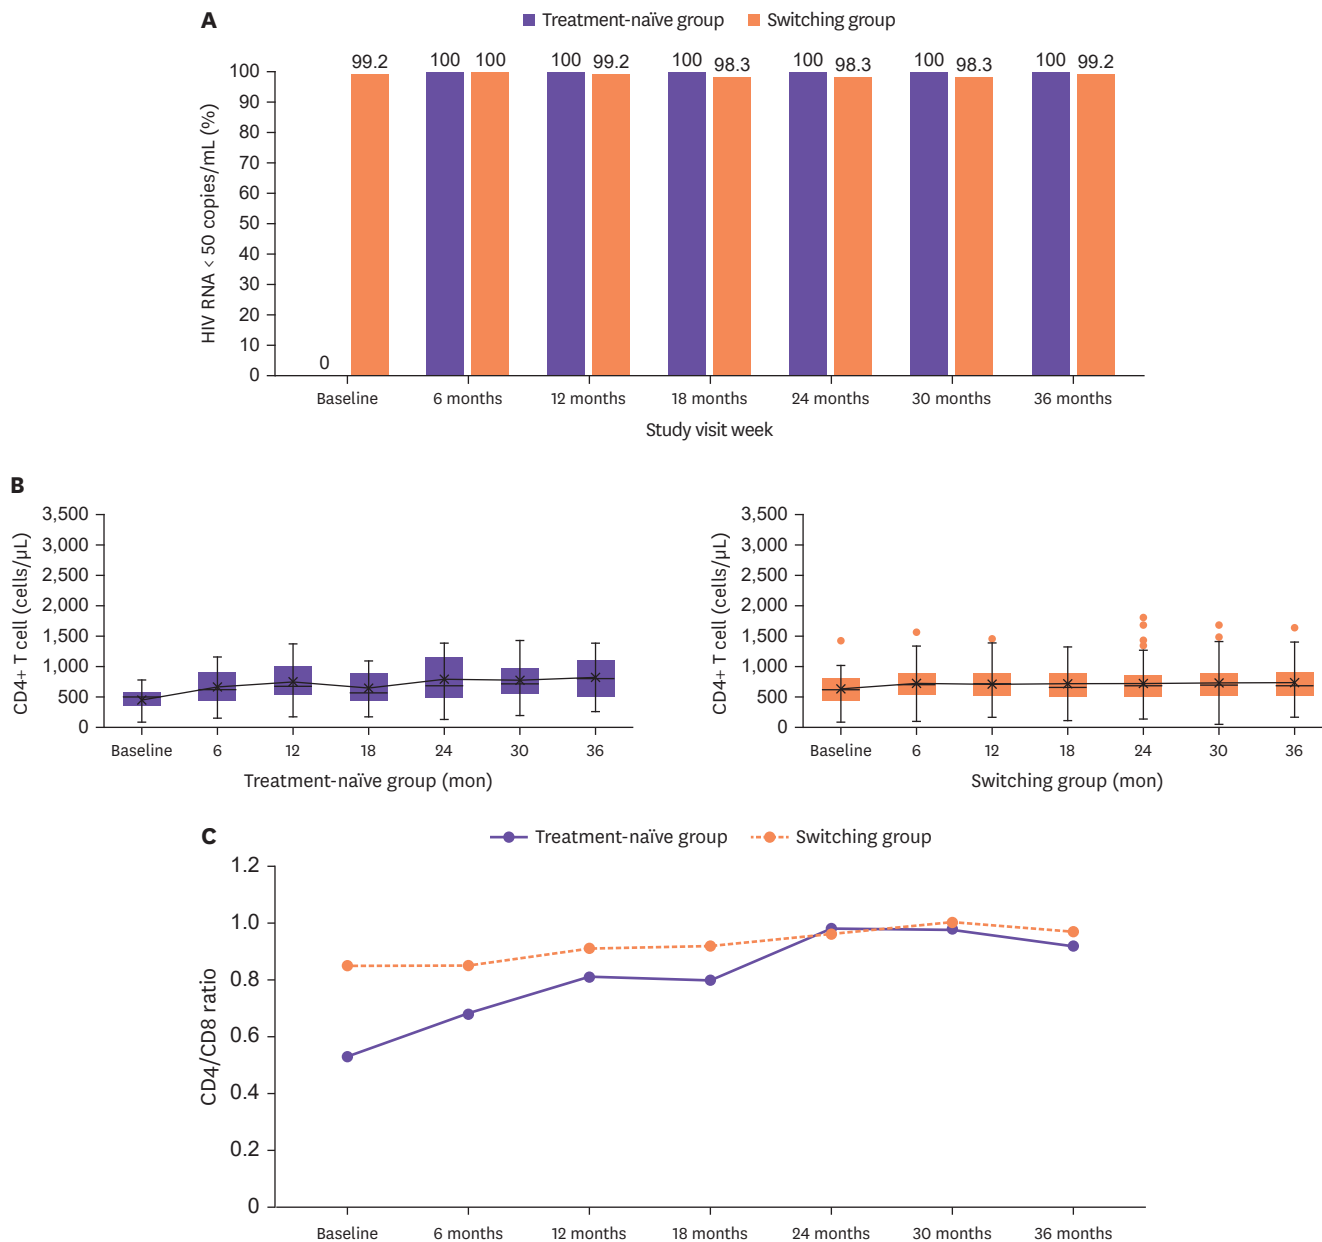 A
Treatment-naïve group Switching group
HIV RNA < 50 copies/mL (%)
100
90
80
70
60
50
40
30
20
10
0
0 99.2 100 100 100 99.2 100 98.3 100 98.3 100 98.3 100 99.2
Baseline 6 months 12 months 18 months 24 months 30 months 36 months
Study visit week
B
CD4+ T cell (cells/μL)
3,500
3,000
2,500
2,000
1,500
1,000
500
0
Baseline 6 12 18 24 30 36
Treatment-naïve group (mon)
CD4+ T cell (cells/μL)
3,500
3,000
2,500
2,000
1,500
1,000
500
0
Baseline 6 12 18 24 30 36
Switching group (mon)
C
Treatment-naïve group Switching group
CD4/CD8 ratio
1.2
1.0
0.8
0.6
0.4
0.2
0
Baseline 6 months 12 months 18 months 24 months 30 months 36 months